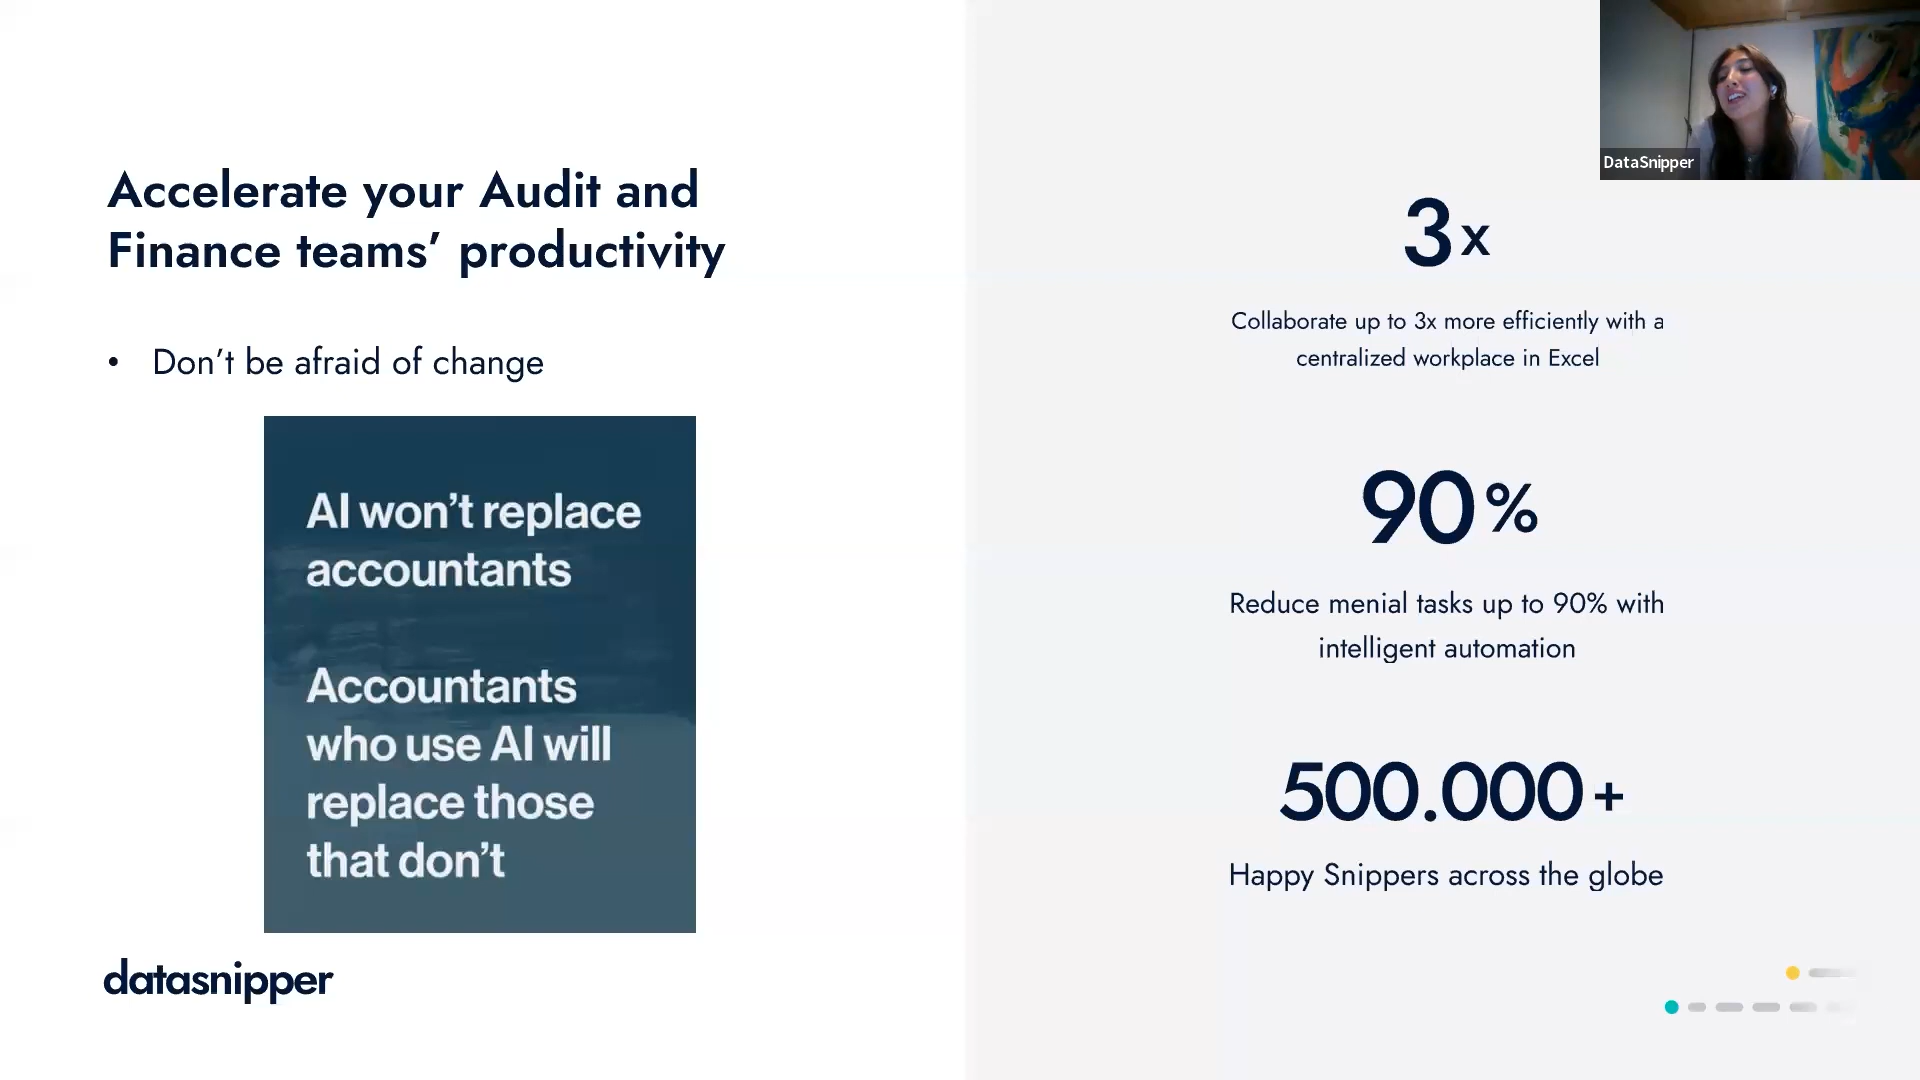 Accelerate your Audit and
Finance teams’ productivity
• Don’t be afraid of change
AI won’t replace
accountants
Accountants
who use AI will
replace those
that don’t
datasnipper
DataSnipper
3x
Collaborate up to 3x more efficiently with a
centralized workplace in Excel
90%
Reduce menial tasks up to 90% with
intelligent automation
500.000+
Happy Snippers across the globe